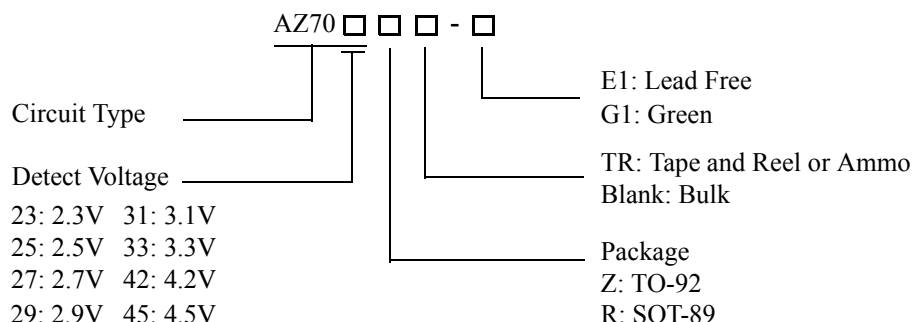 AZ70 □ □ □ - □
E1: Lead Free
G1: Green
Circuit Type
TR: Tape and Reel or Ammo
Blank: Bulk
Detect Voltage
23: 2.3V 31: 3.1V
25: 2.5V 33: 3.3V
27: 2.7V 42: 4.2V
29: 2.9V 45: 4.5V
Package
Z: TO-92
R: SOT-89